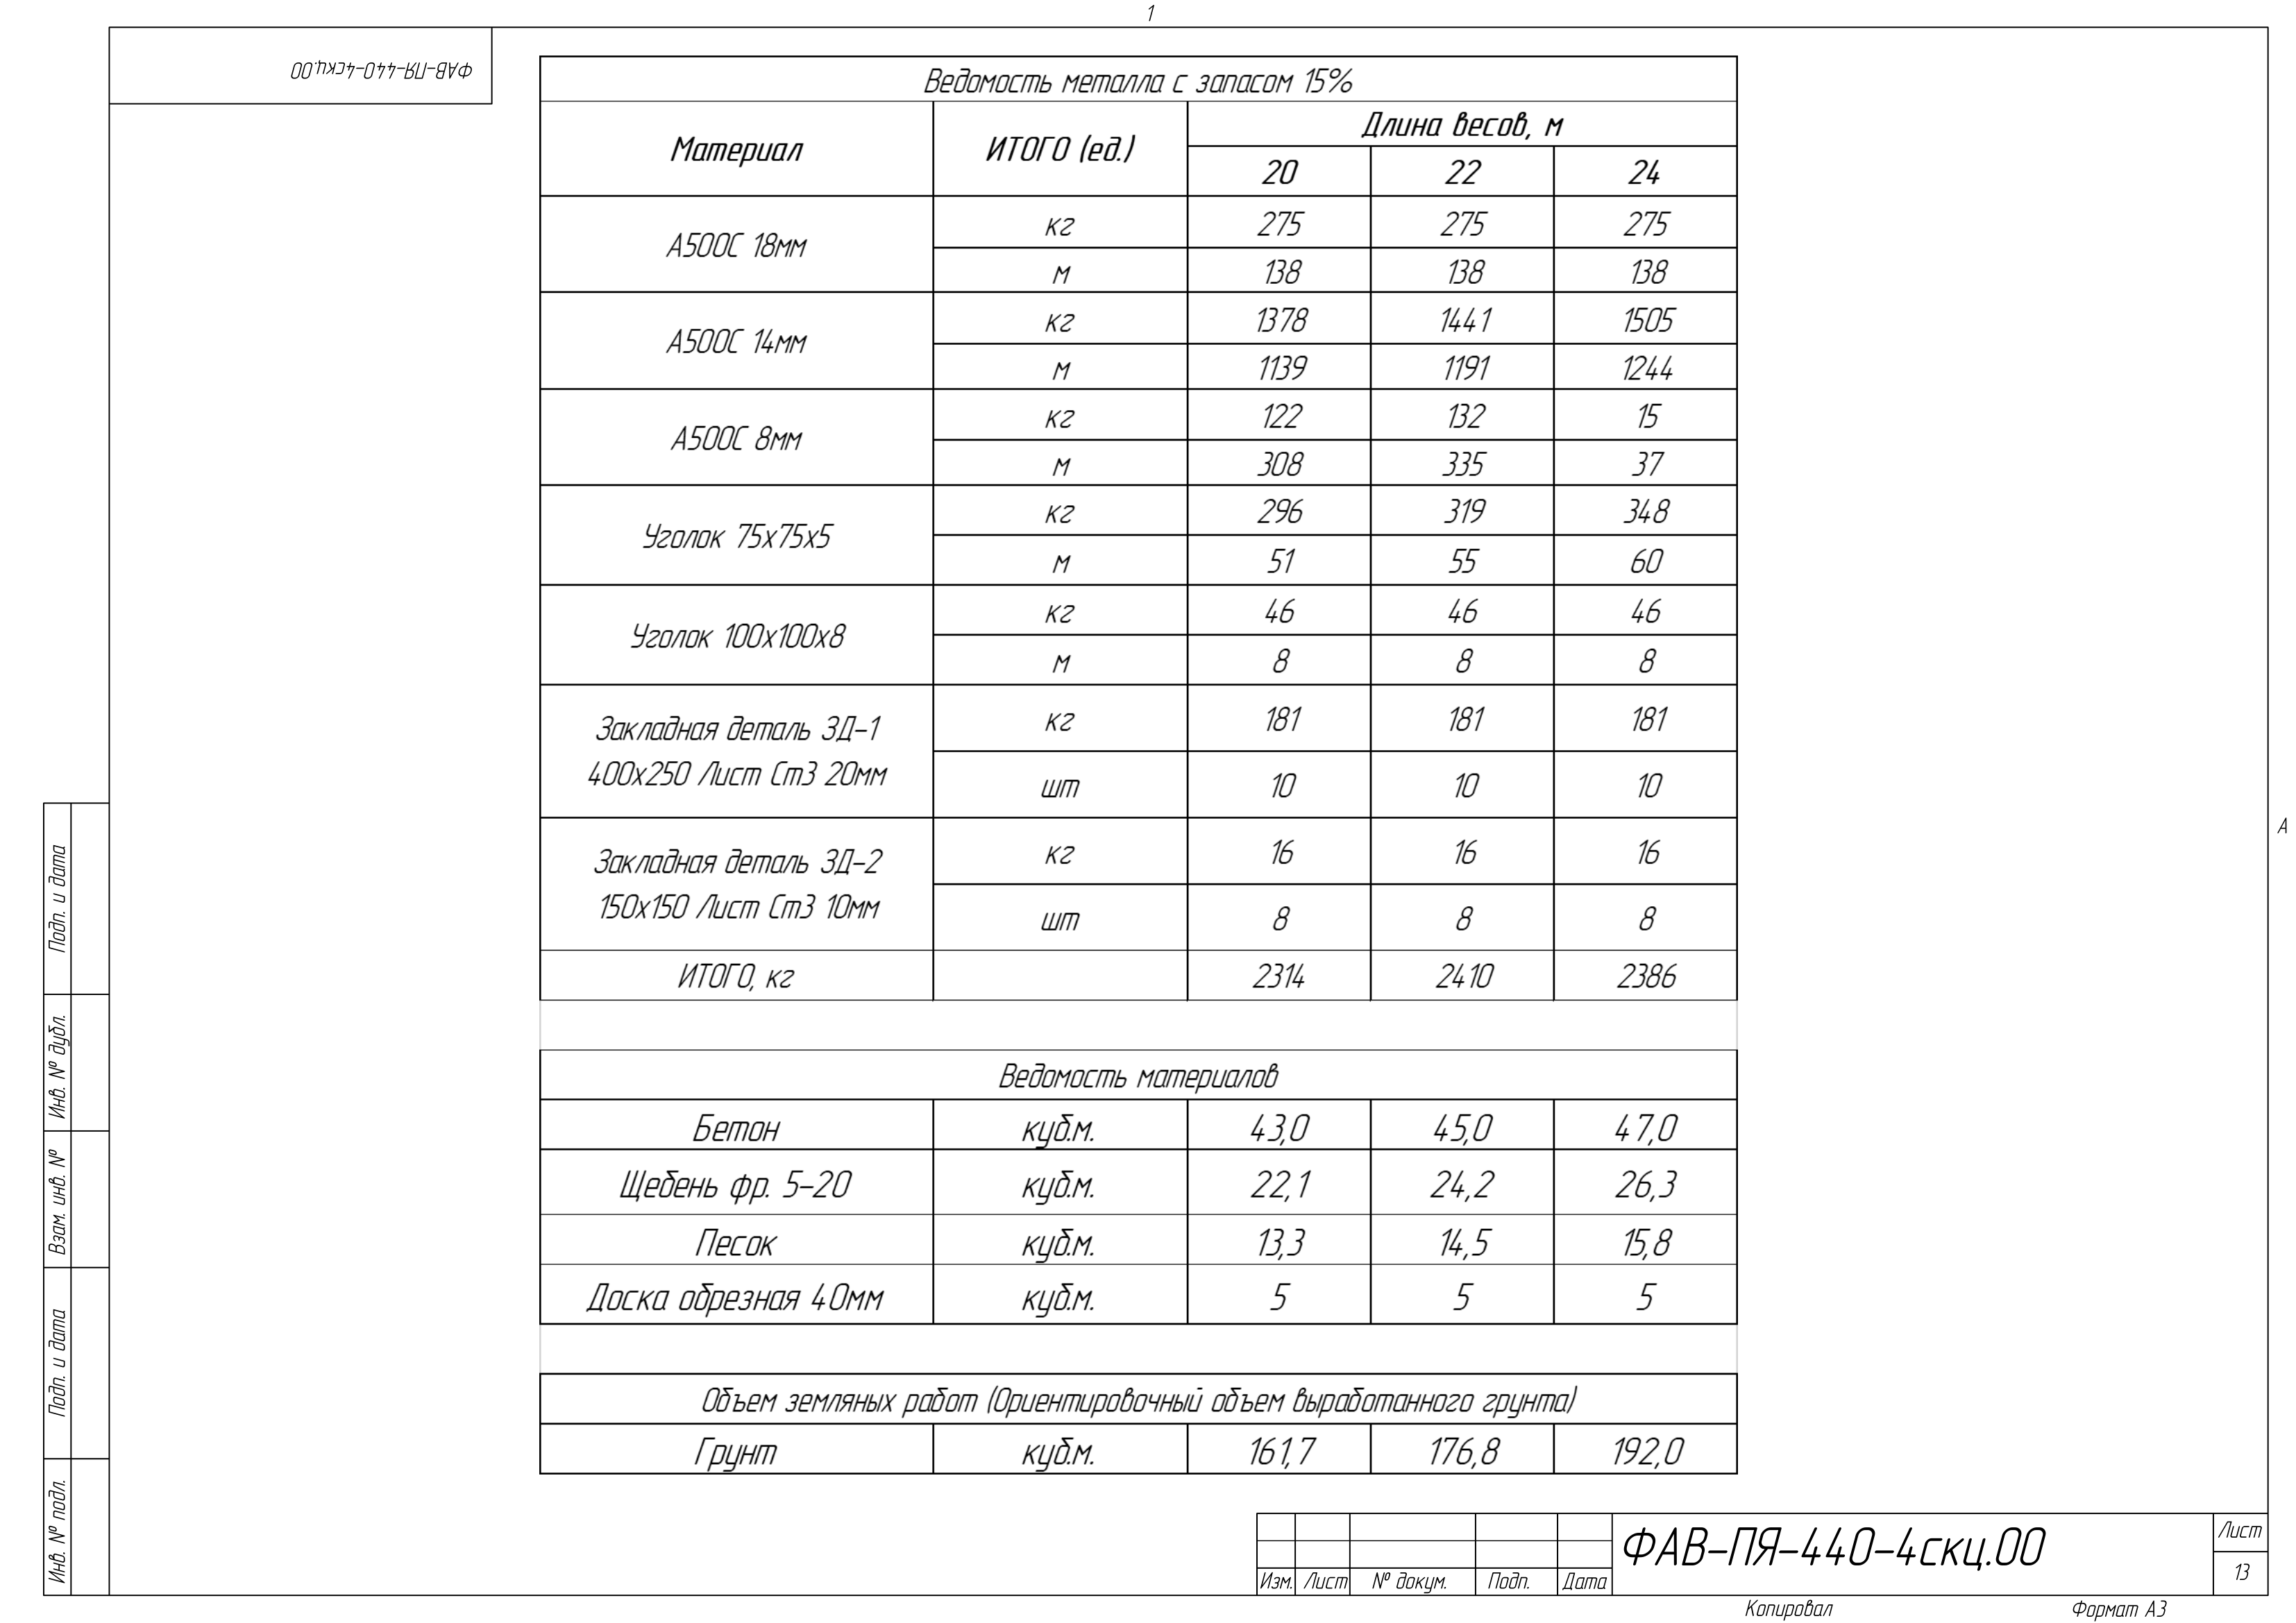 1
ФАВ-ПЯ-440-4скц.00
Ведомость металла с запасом 15%
Материал ИТОГО (ед.) Длина весов, м
20 22 24
А500С 18мм кг 275 275 275
м 138 138 138
А500С 14мм кг 1378 1441 1505
м 1139 1191 1244
А500С 8мм кг 122 132 15
м 308 335 37
Уголок 75х75х5 кг 296 319 348
м 51 55 60
Уголок 100х100х8 кг 46 46 46
м 8 8 8
Закладная деталь ЗД-1
400х250 Лист Ст3 20мм
кг 181 181 181
шт 10 10 10
Закладная деталь ЗД-2
150х150 Лист Ст3 10мм
кг 16 16 16
шт 8 8 8
ИТОГО, кг 2314 2410 2386
Ведомость материалов
Бетон куб.м. 43,0 45,0 47,0
Щебень фр. 5-20 куб.м. 22,1 24,2 26,3
Песок куб.м. 13,3 14,5 15,8
Доска обрезная 40мм куб.м. 5 5 5
Объем земляных работ (Ориентировочный объем выработанного грунта)
Грунт куб.м. 161,7 176,8 192,0
А
Подп. и дата
Инв. № дубл.
Взам. инв. №
Подп. и дата
Инв. № подл.
Изм. Лист № докум. Подп. Дата
ФАВ-ПЯ-440-4скц.00
Лист
13
Копировал Формат А3